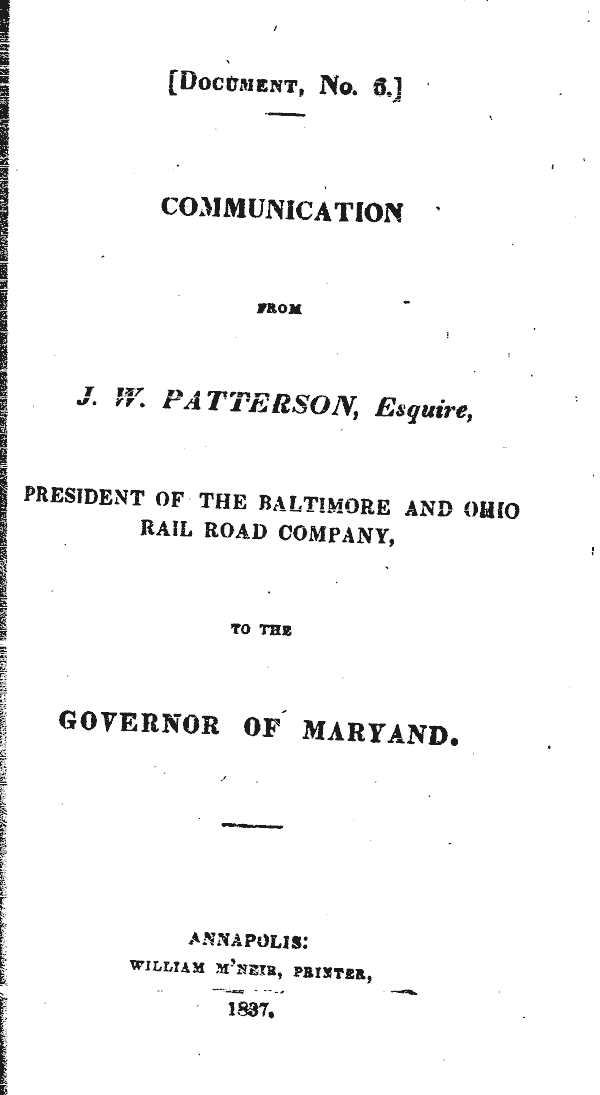 [DOCUMENT, No. 6.]
COMMUNICATION
FROM
J. W. PATTERSON, Esquire,
PRESIDENT OF THE BALTIMORE AND OHIO
RAIL ROAD COMPANY,
TO THE
GOVERNOR OF MARYAND.
ANNAPOLIS:
WILLIAM M'NEIR, PRINTER,
1837.